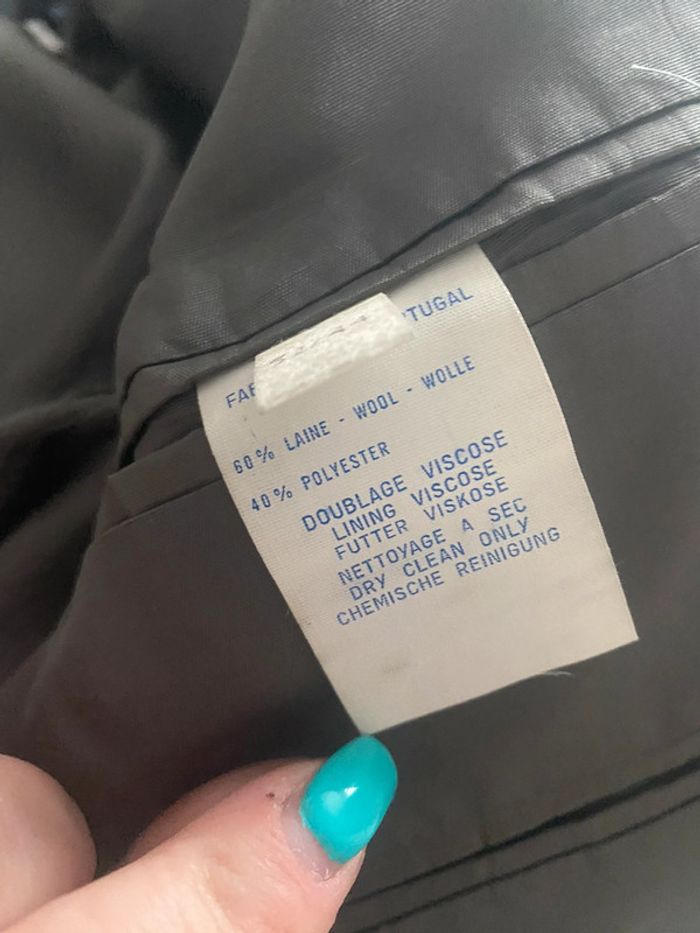 TUGAL
60% LAINE - WOOL - WOLLE
40% POLYESTER
DOUBLAGE VISCOSE
LINING VISCOSE
FUTTER VISKOSE
NETTOYAGE A SEC
DRY CLEAN ONLY
CHEMISCHE REINIGUNG